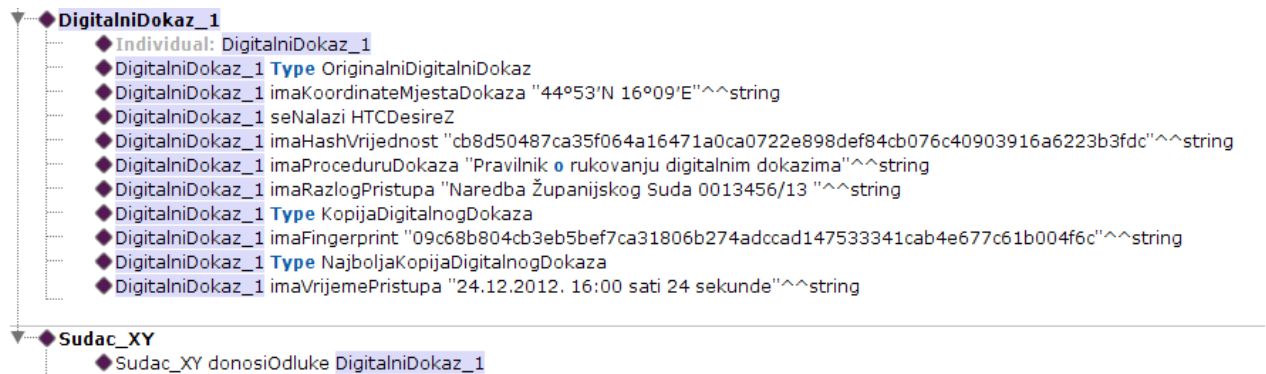 DigitalniDokaz_1
Individual: DigitalniDokaz_1
DigitalniDokaz_1 Type OriginalniDigitalniDokaz
DigitalniDokaz_1 imaKoordinateMjestaDokaza "44°53'N 16°09'E"^^string
DigitalniDokaz_1 seNalazi HTCDesireZ
DigitalniDokaz_1 imaHashVrijednost "cb8d50487ca35f064a16471a0ca0722e898def84cb076c40903916a6223b3fdc"^^string
DigitalniDokaz_1 imaProceduruDokaza "Pravilnik o rukovanju digitalnim dokazima"^^string
DigitalniDokaz_1 imaRazlogPristupa "Naredba Županijskog Suda 0013456/13 "^^string
DigitalniDokaz_1 Type KopijaDigitalnogDokaza
DigitalniDokaz_1 imaFingerprint "09c68b804cb3eb5bef7ca31806b274adccad147533341cab4e677c61b004f6c"^^string
DigitalniDokaz_1 Type NajboljaKopijaDigitalnogDokaza
DigitalniDokaz_1 imaVrijemePristupa "24.12.2012. 16:00 sati 24 sekunde"^^string
Sudac_XY
Sudac_XY donosiOdluke DigitalniDokaz_1